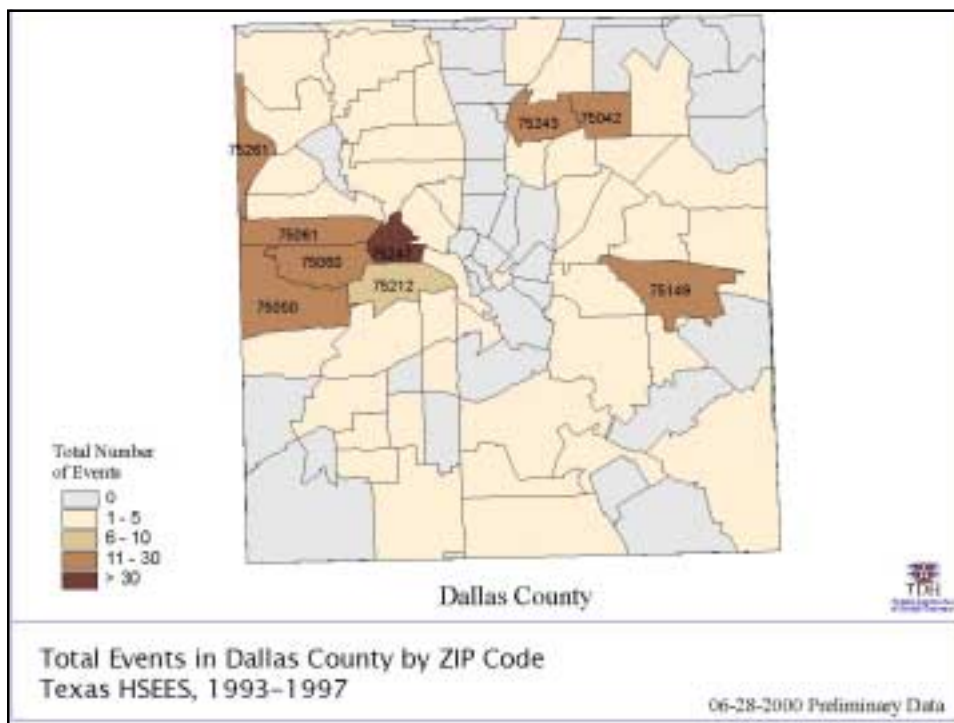 75243
75042
75261
75061
75060
75212
75050
75149
Total Number
of Events
0
1 - 5
6 - 10
11 - 30
> 30
Dallas County
TDH
Total Events in Dallas County by ZIP Code
Texas HSEES, 1993-1997
06-28-2000 Preliminary Data